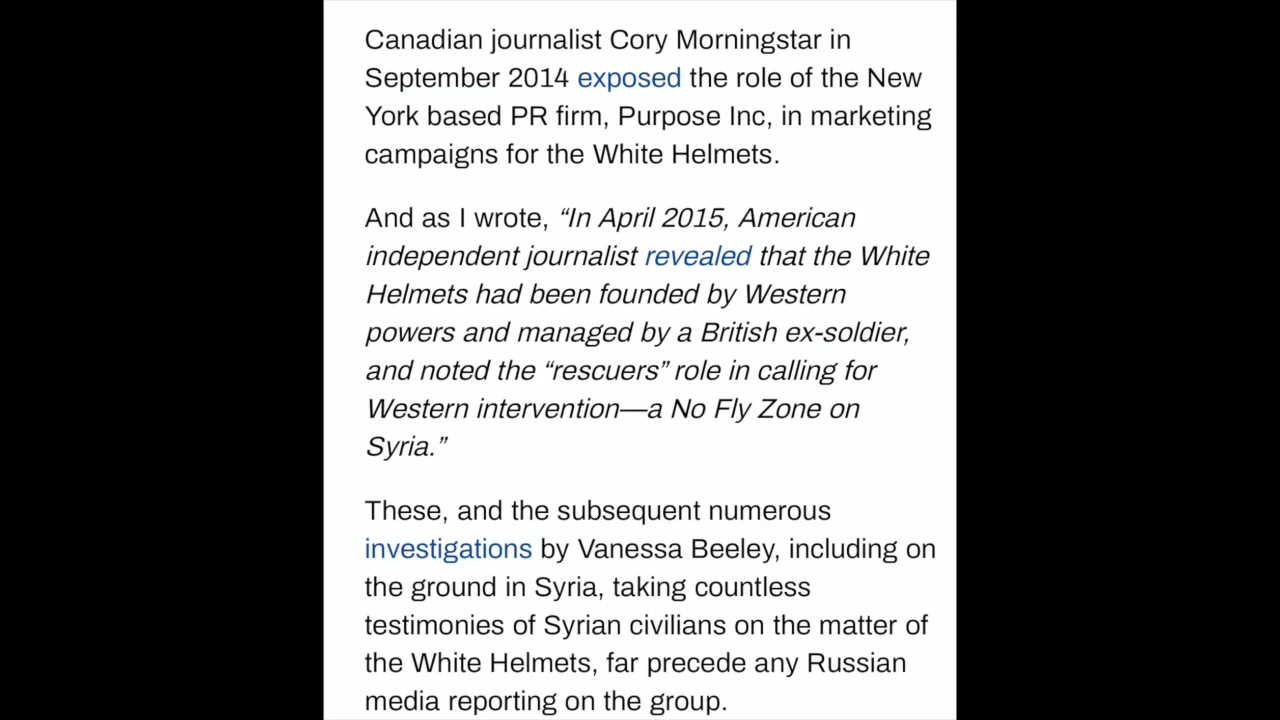 Canadian journalist Cory Morningstar in
September 2014 exposed the role of the New
York based PR firm, Purpose Inc, in marketing
campaigns for the White Helmets.
And as I wrote, “In April 2015, American
independent journalist revealed that the White
Helmets had been founded by Western
powers and managed by a British ex-soldier,
and noted the “rescuers” role in calling for
Western intervention—a No Fly Zone on
Syria.”
These, and the subsequent numerous
investigations by Vanessa Beeley, including on
the ground in Syria, taking countless
testimonies of Syrian civilians on the matter of
the White Helmets, far precede any Russian
media reporting on the group.